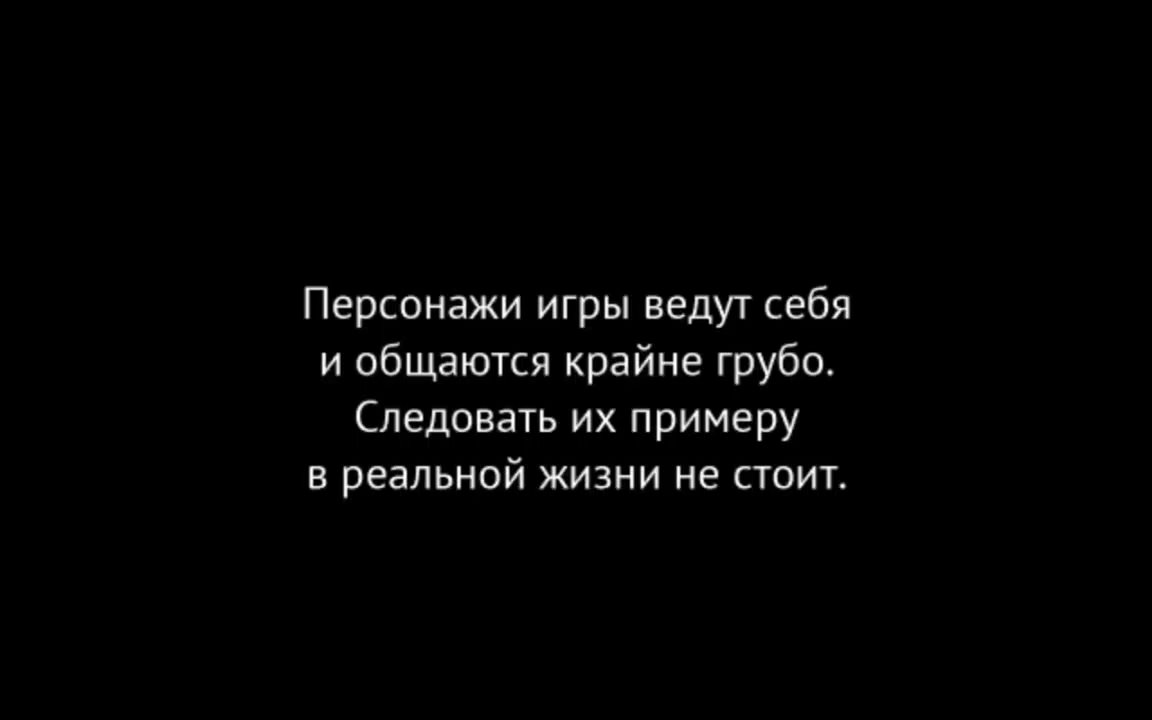 Персонажи игры ведут себя
и общаются крайне грубо.
Следовать их примеру
в реальной жизни не стоит.